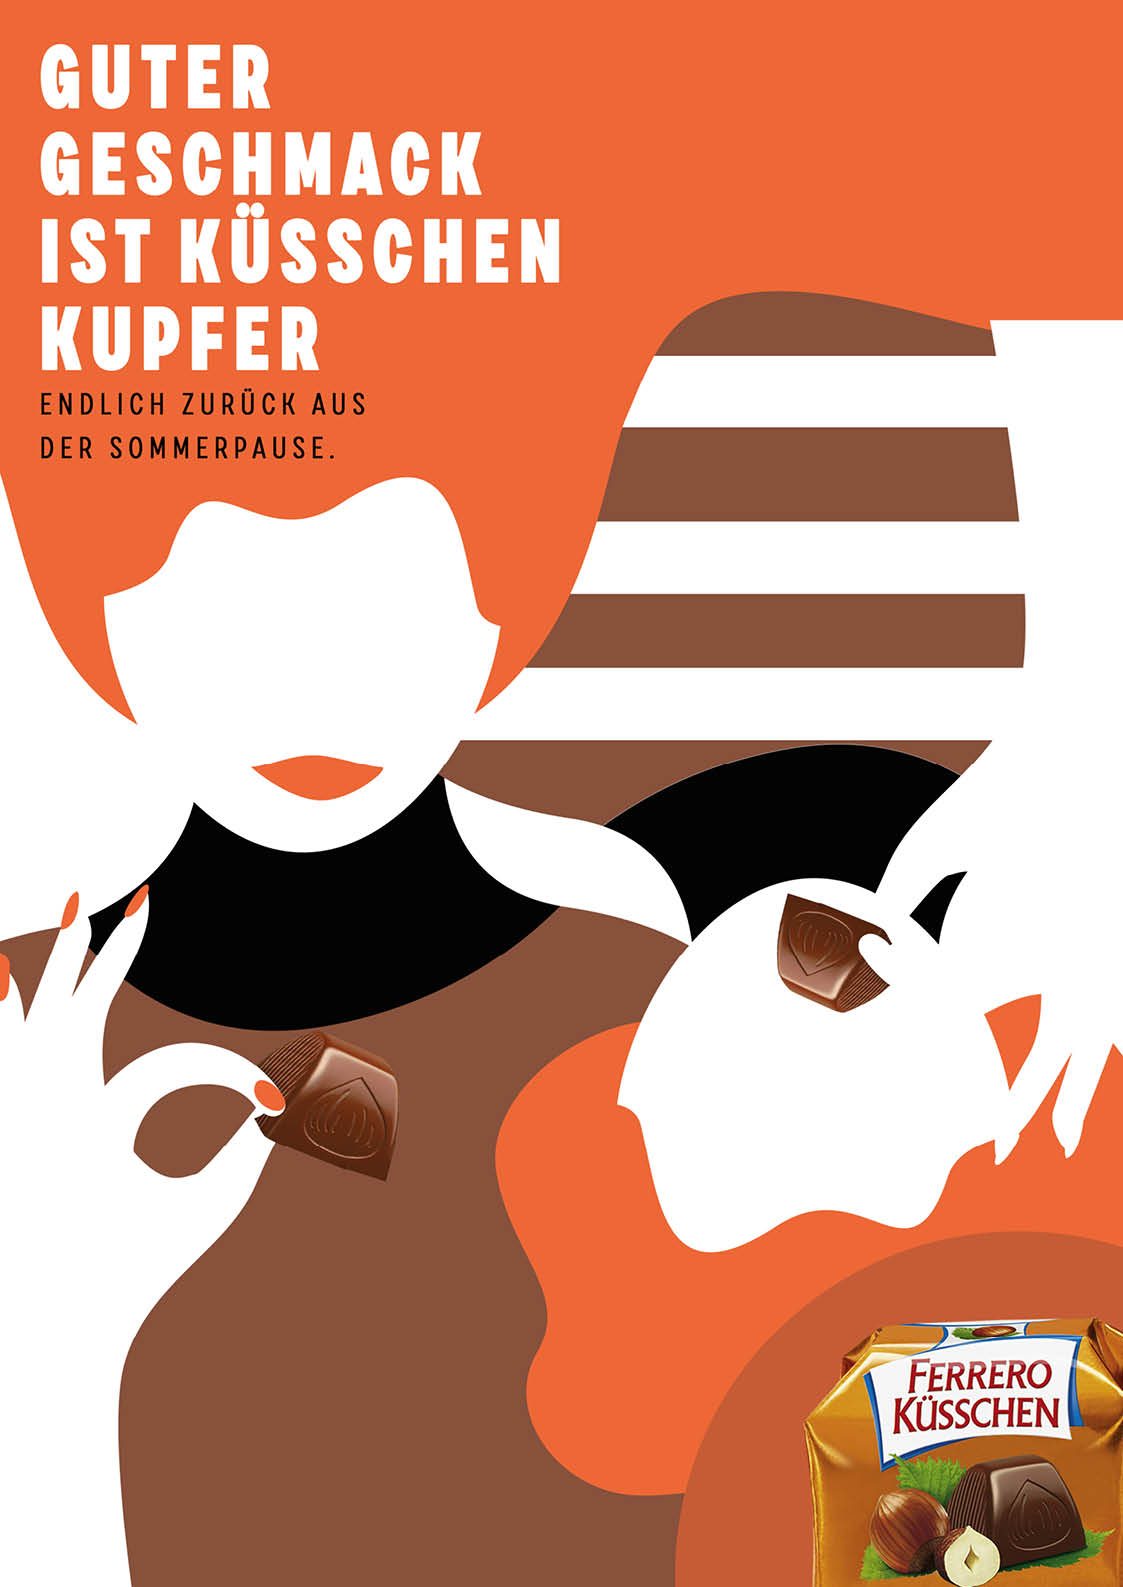 GUTER
GESCHMACK
IST KÜSSCHEN
KUPFER
ENDLICH ZURÜCK AUS
DER SOMMERPAUSE.
FERRERO
KÜSSCHEN